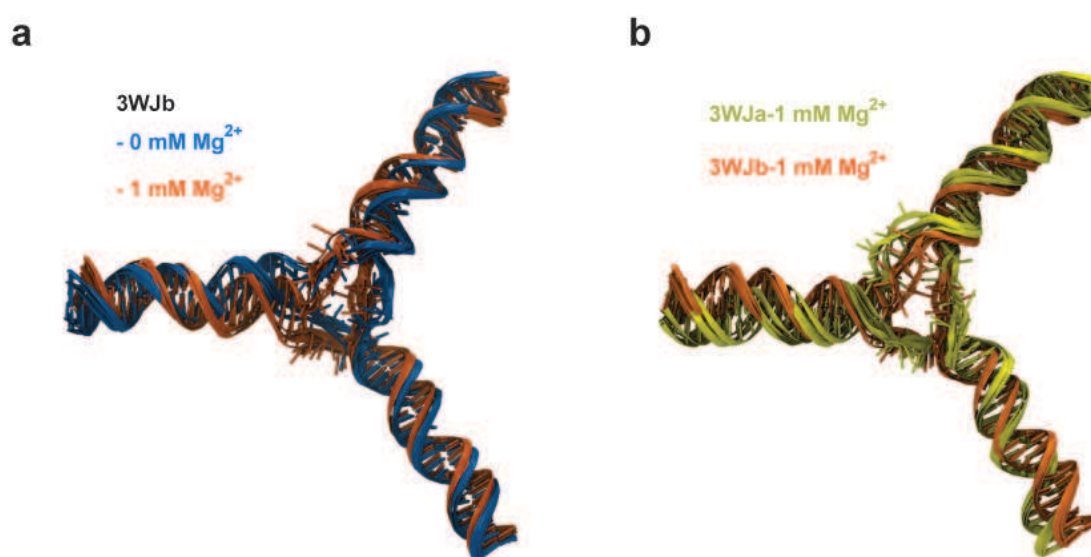 a
3WJb
- 0 mM Mg²⁺
- 1 mM Mg²⁺
b
3WJa-1 mM Mg²⁺
3WJb-1 mM Mg²⁺